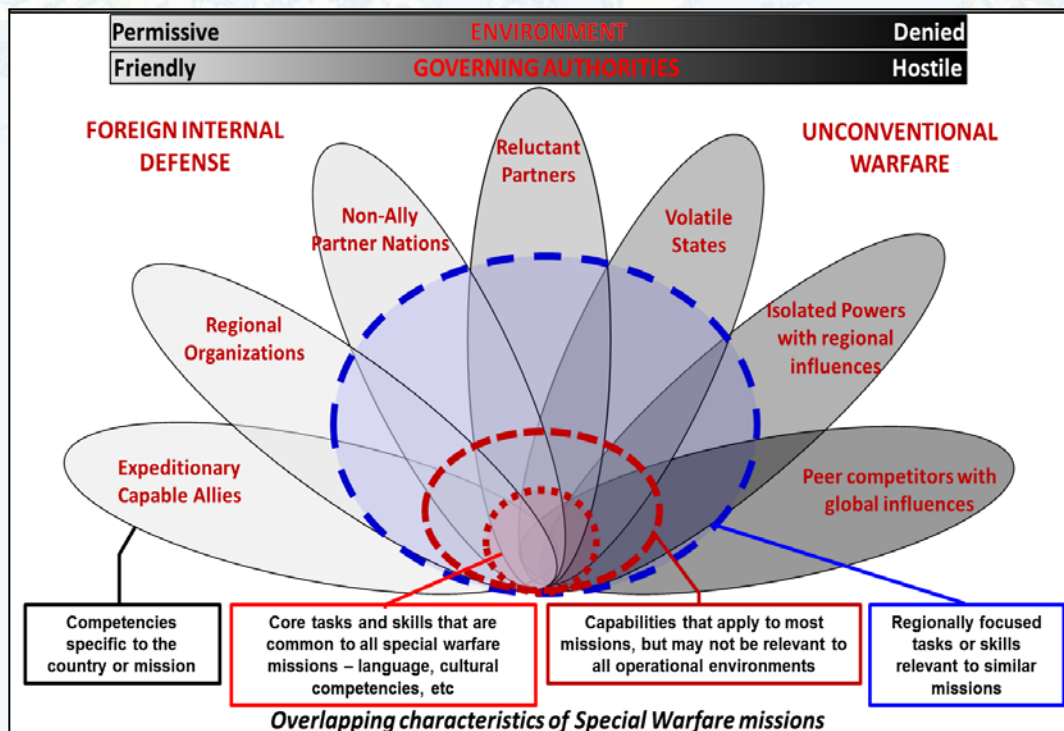 Permissive ENVIRONMENT Denied
Friendly GOVERNING AUTHORITIES Hostile
FOREIGN INTERNAL
DEFENSE
UNCONVENTIONAL
WARFARE
Reluctant
Partners
Non-Ally
Partner Nations
Volatile
States
Regional
Organizations
Isolated Powers
with regional
influences
Expeditionary
Capable Allies
Peer competitors with
global influences
Competencies
specific to the
country or mission
Core tasks and skills that are
common to all special warfare
missions – language, cultural
competencies, etc
Capabilities that apply to most
missions, but may not be relevant to
all operational environments
Regionally focused
tasks or skills
relevant to similar
missions
Overlapping characteristics of Special Warfare missions